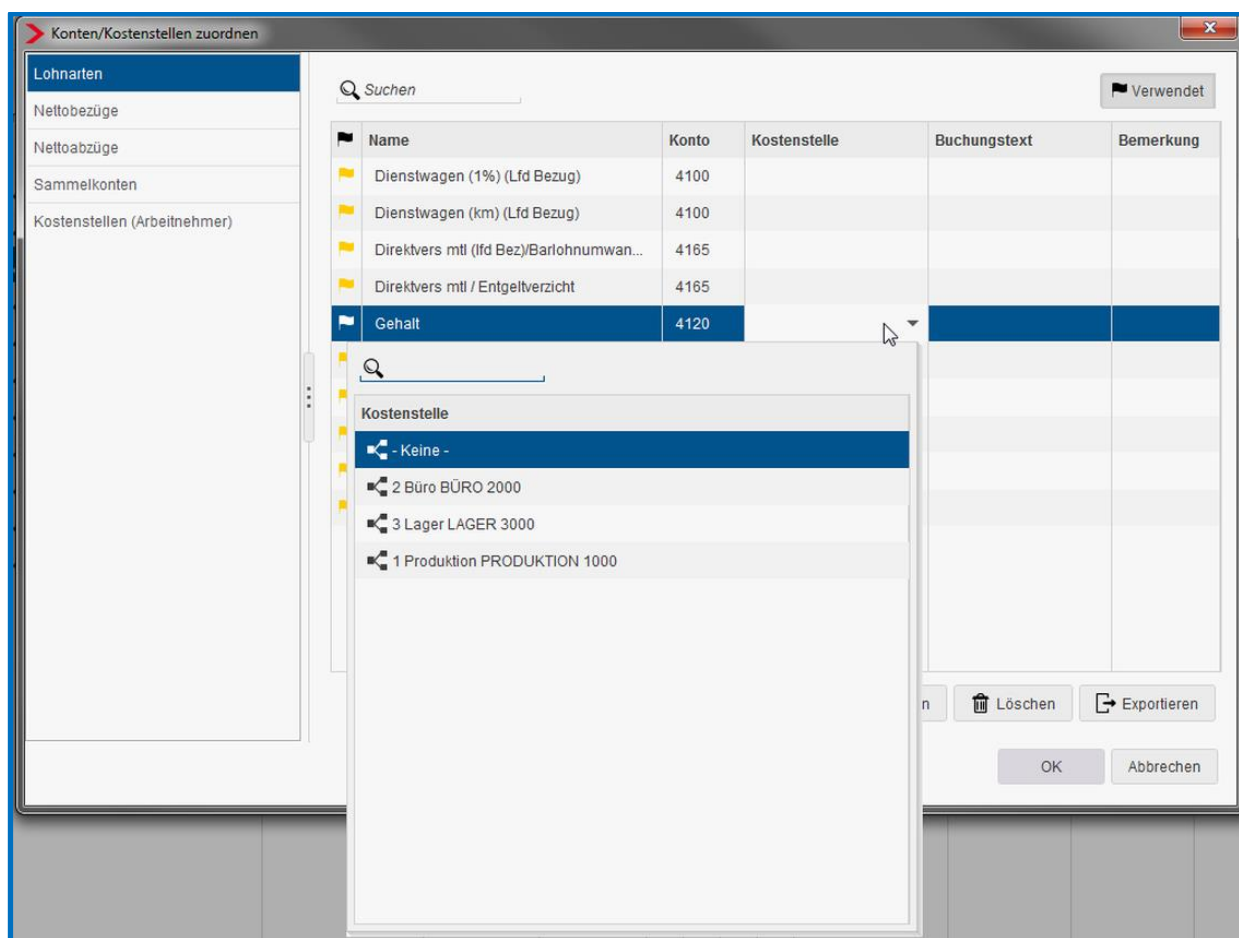 Konten/Kostenstellen zuordnen
Lohnarten
Nettobezüge
Nettoabzüge
Sammelkonten
Kostenstellen (Arbeitnehmer)
Suchen
Verwendet
Name Konto Kostenstelle Buchungstext Bemerkung
Dienstwagen (1%) (Lfd Bezug) 4100
Dienstwagen (km) (Lfd Bezug) 4100
Direktvers mtl (lfd Bez)/Barlohnumwan... 4165
Direktvers mtl / Entgeltverzicht 4165
Gehalt 4120
Kostenstelle
- Keine -
2 Büro BÜRO 2000
3 Lager LAGER 3000
1 Produktion PRODUKTION 1000
n Löschen Exportieren
OK Abbrechen